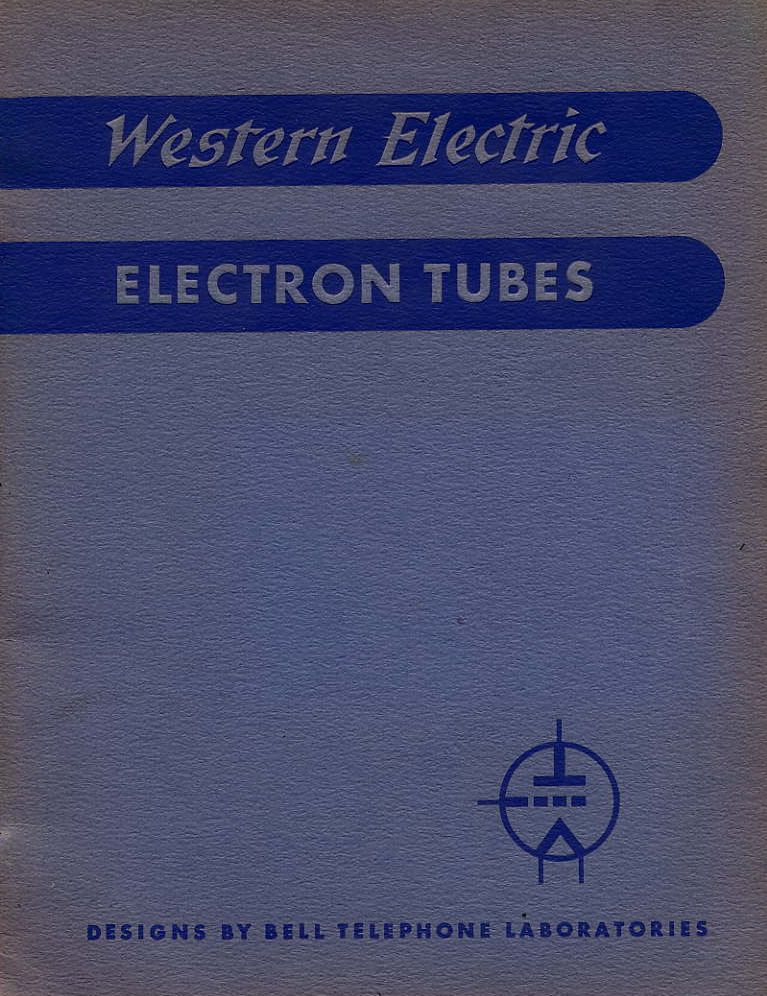 Western Electric
ELECTRON TUBES
DESIGNS BY BELL TELEPHONE LABORATORIES